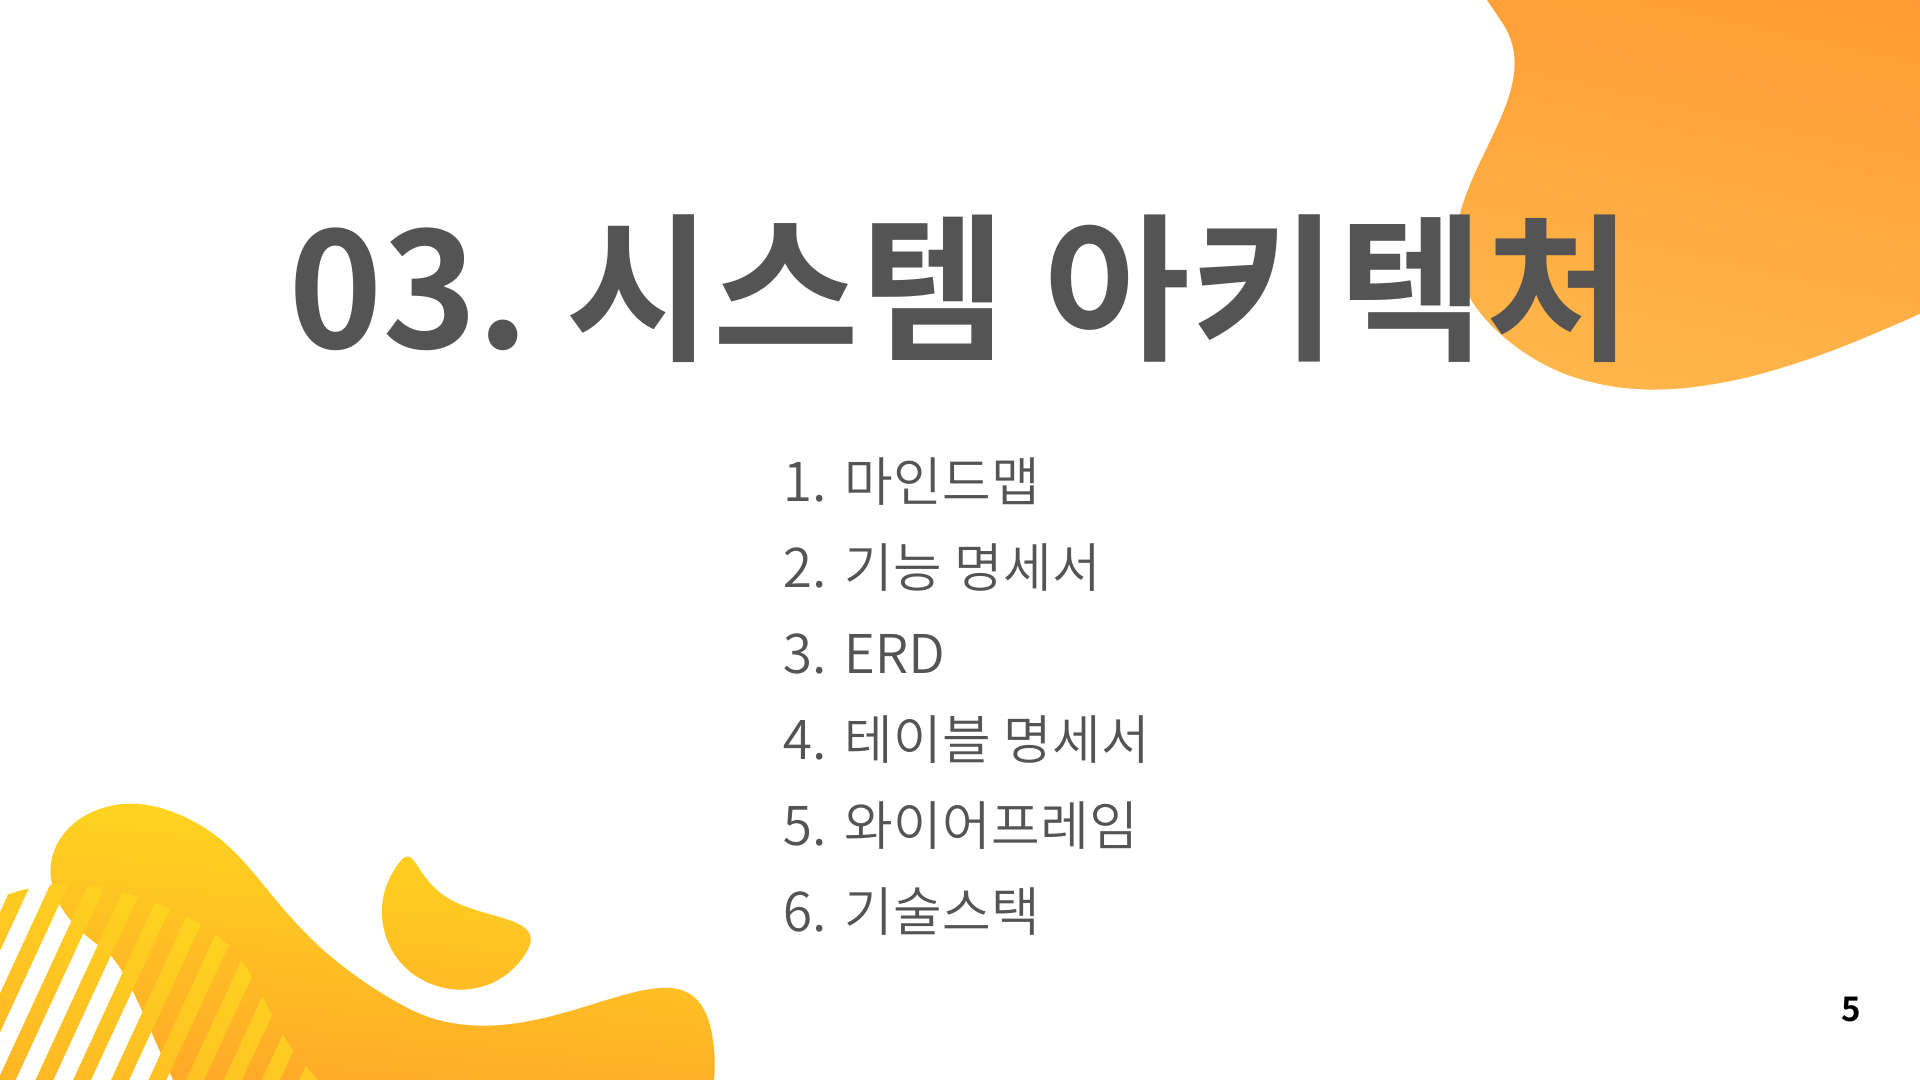 03. 시스템 아키텍처
1. 마인드맵
2. 기능 명세서
3. ERD
4. 테이블 명세서
5. 와이어프레임
6. 기술스택
5